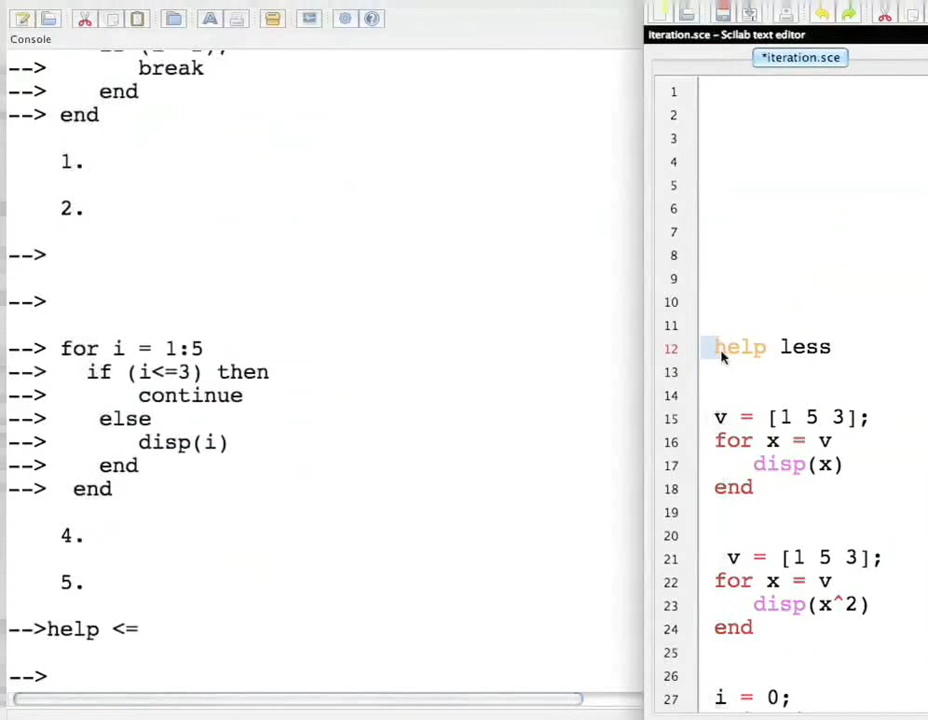 Console
--> break
--> end
--> end
1.
2.
-->
-->
--> for i = 1:5
--> if (i<=3) then
--> continue
--> else
--> disp(i)
--> end
--> end
4.
5.
-->help <=
-->
iteration.sce – Scilab text editor
*iteration.sce
1
2
3
4
5
6
7
8
9
10
11
12 help less
13
14
15 v = [1 5 3];
16 for x = v
17 disp(x)
18 end
19
20
21 v = [1 5 3];
22 for x = v
23 disp(x^2)
24 end
25
26
27 i = 0;